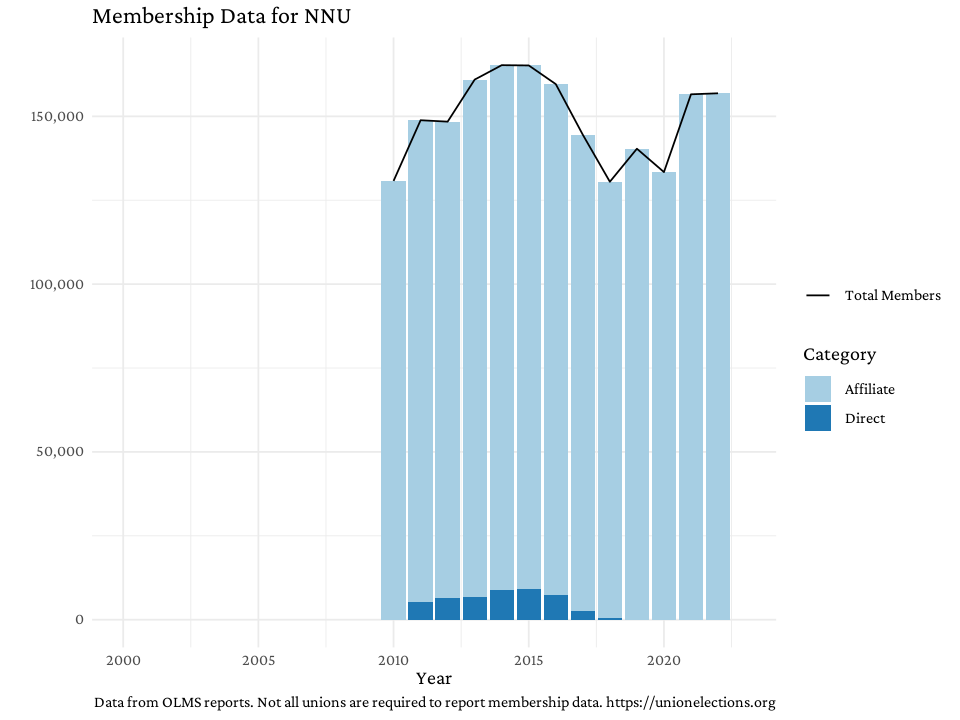 Membership Data for NNU
150,000
100,000
50,000
0
2000
2005
2010
2015
2020
Year
Total Members
Category
Affiliate
Direct
Data from OLMS reports. Not all unions are required to report membership data. https://unionelections.org